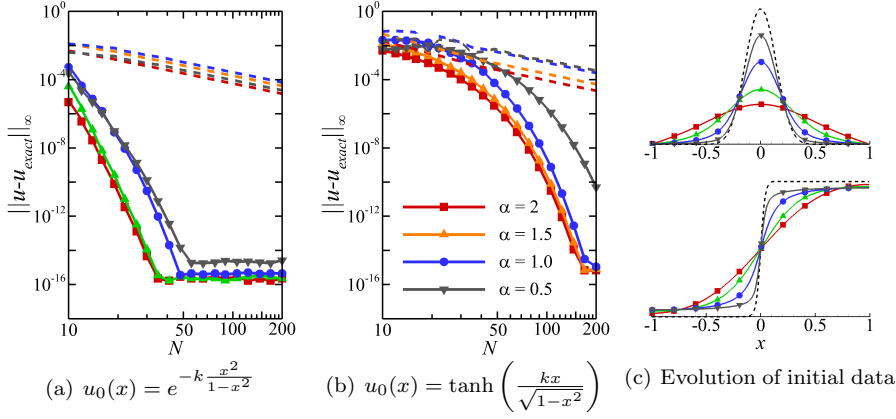 ||u-u_exact||_∞
10^0
10^-4
10^-8
10^-12
10^-16
10 50 100 200
N
(a) u_0(x) = e^{-k \frac{x^2}{1-x^2}}
||u-u_exact||_∞
10^0
10^-4
10^-8
10^-12
10^-16
α = 2
α = 1.5
α = 1.0
α = 0.5
10 50 100 200
N
(b) u_0(x) = tanh ( \frac{kx}{\sqrt{1-x^2}} )
-1 -0.5 0 0.5 1
-1 -0.5 0 0.5 1
x
(c) Evolution of initial data